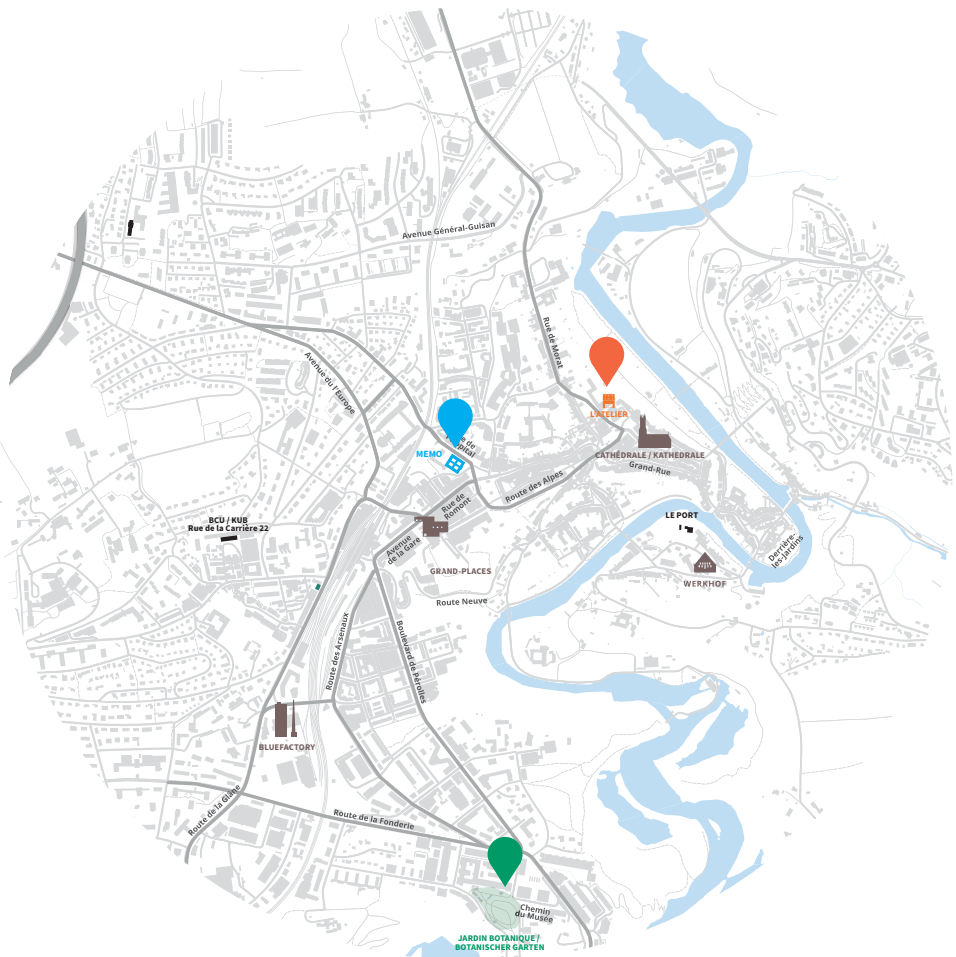 Avenue Général-Guisan
Rue de Morat
Avenue du l'Europe
L'ATELIER
MEMO
CATHÉDRALE / KATHEDRALE
Grand-Rue
Route des Alpes
Rue de
Romont
BCU / KUB
Rue de la Carrière 22
LE PORT
Avenue
de la Gare
Derrière-
les-Jardins
GRAND-PLACES
WERKHOF
Route Neuve
Route des Arsenaux
Boulevard de Pérolles
BLUEFACTORY
Route de la Glâne
Route de la Fonderie
Chemin
du Musée
JARDIN BOTANIQUE /
BOTANISCHER GARTEN